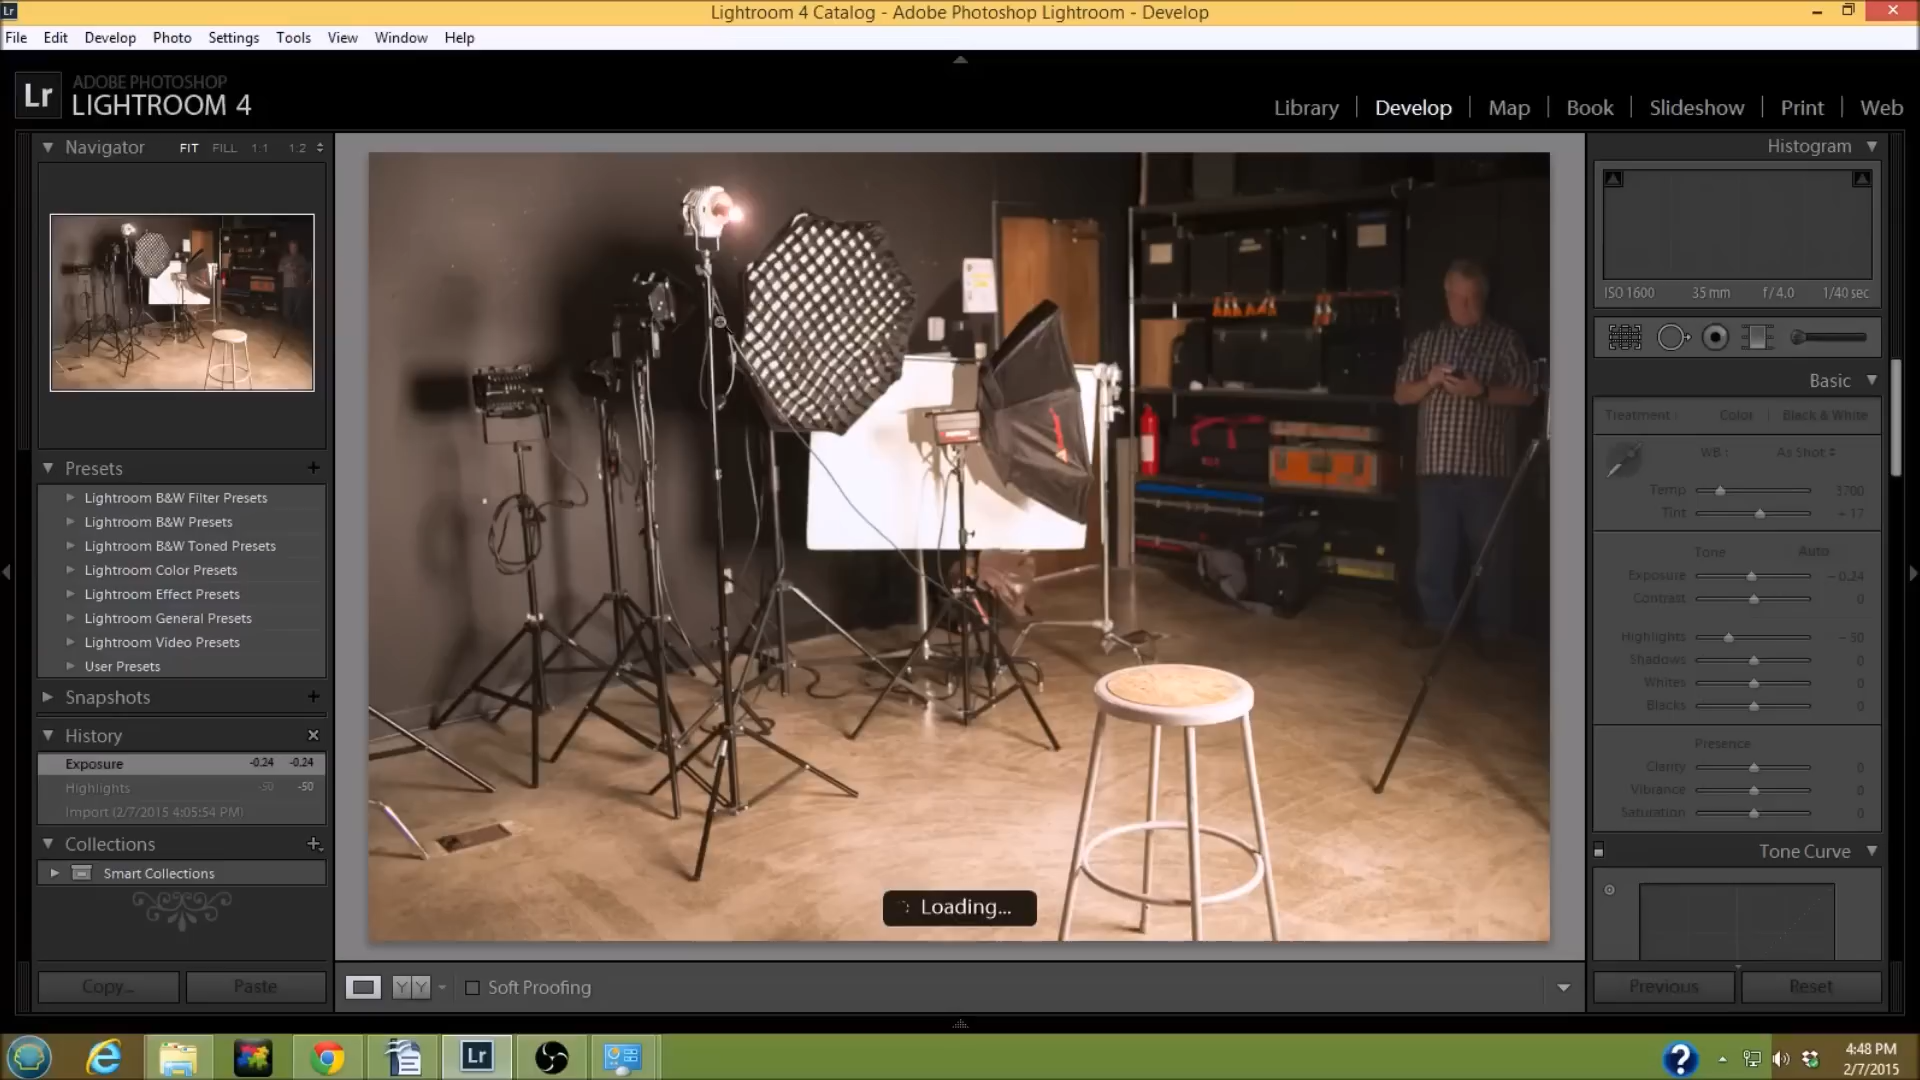 Lr
Lightroom 4 Catalog - Adobe Photoshop Lightroom - Develop
File Edit Develop Photo Settings Tools View Window Help
Lr ADOBE PHOTOSHOP
LIGHTROOM 4
Library | Develop | Map | Book | Slideshow | Print | Web
Navigator FIT FILL 1:1 1:2
Presets +
Lightroom B&W Filter Presets
Lightroom B&W Presets
Lightroom B&W Toned Presets
Lightroom Color Presets
Lightroom Effect Presets
Lightroom General Presets
Lightroom Video Presets
User Presets
Snapshots +
History X
Exposure -0.24 -0.24
Highlights -50 -50
Import (2/7/2015 4:05:54 PM)
Collections +
Smart Collections
Copy... Paste
Loading...
YY Soft Proofing
Histogram
ISO 1600 35 mm f/4.0 1/40 sec
Basic
Treatment: Color | Black & White
WB: As Shot
Temp 3700
Tint + 17
Tone Auto
Exposure - 0.24
Contrast 0
Highlights - 50
Shadows 0
Whites 0
Blacks 0
Presence
Clarity 0
Vibrance 0
Saturation 0
Tone Curve
Previous Reset
Lr
?
4:48 PM
2/7/2015